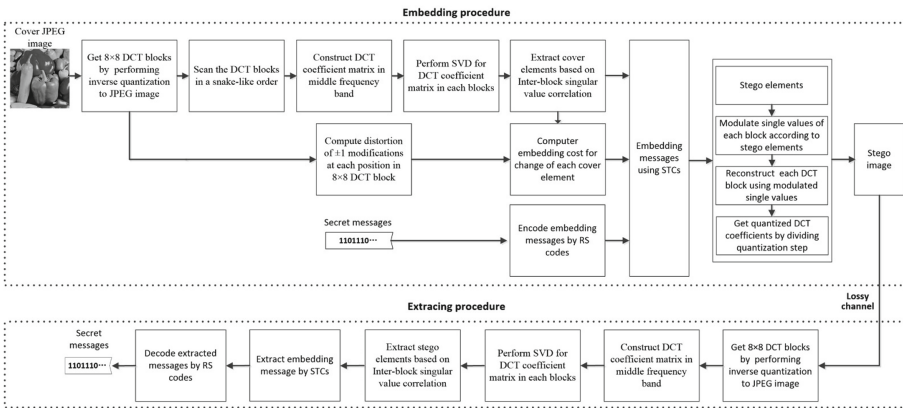 Embedding procedure
Cover JPEG
image
Get 8×8 DCT blocks
by performing
inverse quantization
to JPEG image
Scan the DCT blocks
in a snake-like order
Construct DCT
coefficient matrix in
middle frequency
band
Perform SVD for
DCT coefficient
matrix in each blocks
Extract cover
elements based on
Inter-block singular
value correlation
Compute distortion
of ±1 modifications
at each position in
8×8 DCT block
Computer
embedding cost for
change of each cover
element
Secret messages
1101110···
Encode embedding
messages by RS
codes
Embedding
messages
using STCs
Stego elements
Modulate single values of
each block according to
stego elements
Reconstruct each DCT
block using modulated
single values
Get quantized DCT
coefficients by dividing
quantization step
Stego
image
Lossy
channel
Extracing procedure
Secret
messages
1101110···
Decode extracted
messages by RS
codes
Extract embedding
message by STCs
Extract stego
elements based on
Inter-block singular
value correlation
Perform SVD for
DCT coefficient
matrix in each blocks
Construct DCT
coefficient matrix in
middle frequency
band
Get 8×8 DCT blocks
by performing
inverse quantization
to JPEG image